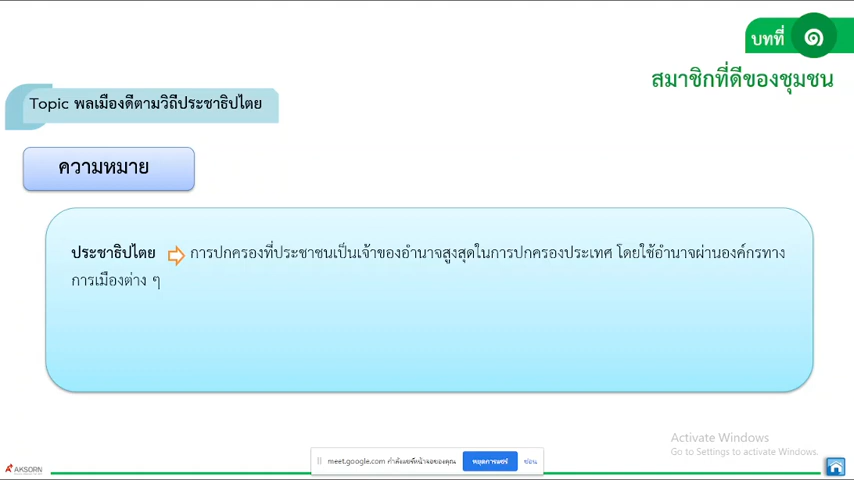 บทที่ ๑
สมาชิกที่ดีของชุมชน
Topic พลเมืองดีตามวิถีประชาธิปไตย
ความหมาย
ประชาธิปไตย การปกครองที่ประชาชนเป็นเจ้าของอำนาจสูงสุดในการปกครองประเทศ โดยใช้อำนาจผ่านองค์กรทาง
การเมืองต่าง ๆ
Activate Windows
Go to Settings to activate Windows.
meet.google.com กำลังแชร์หน้าจอของคุณ หยุดการแชร์ ซ่อน
AKSORN